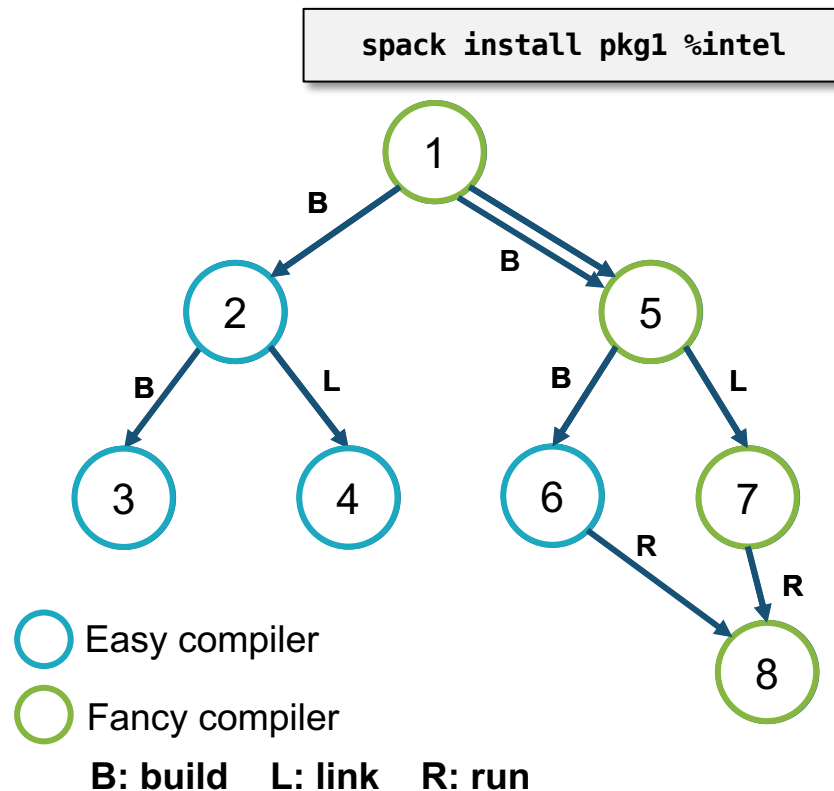 spack install pkg1 %intel
1
B
B
2
5
B
L
B
L
3
4
6
7
R
R
8
Easy compiler
Fancy compiler
B: build L: link R: run